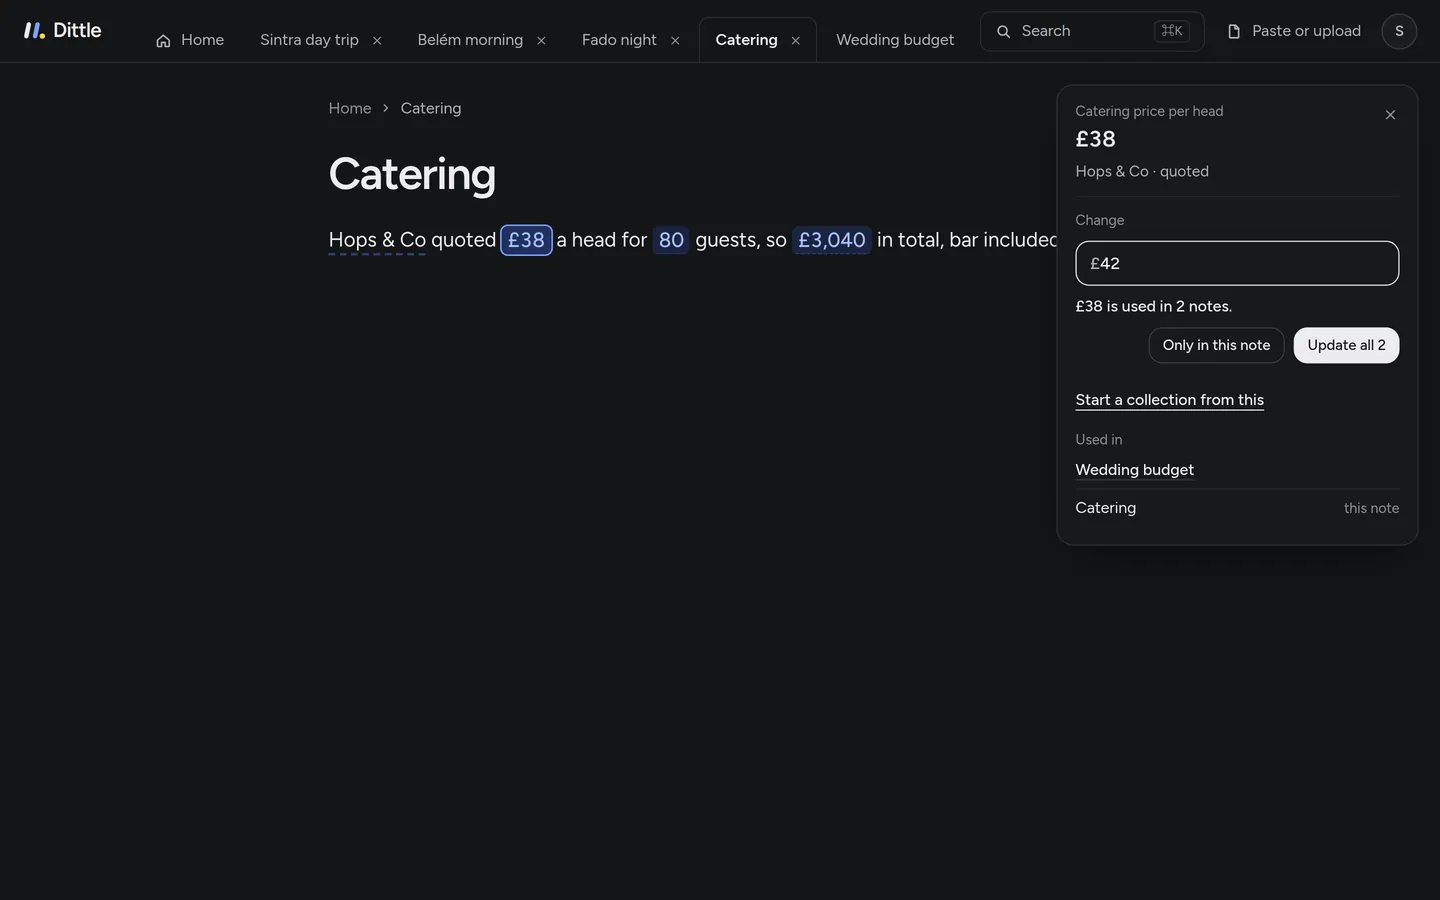 Dittle
Home
Sintra day trip
Belém morning
Fado night
Catering
Wedding budget
Search
⌘K
Paste or upload
S
Home > Catering
Catering
Hops & Co quoted £38 a head for 80 guests, so £3,040 in total, bar included
Catering price per head
£38
Hops & Co · quoted
Change
£42
£38 is used in 2 notes.
Only in this note
Update all 2
Start a collection from this
Used in
Wedding budget
Catering
this note